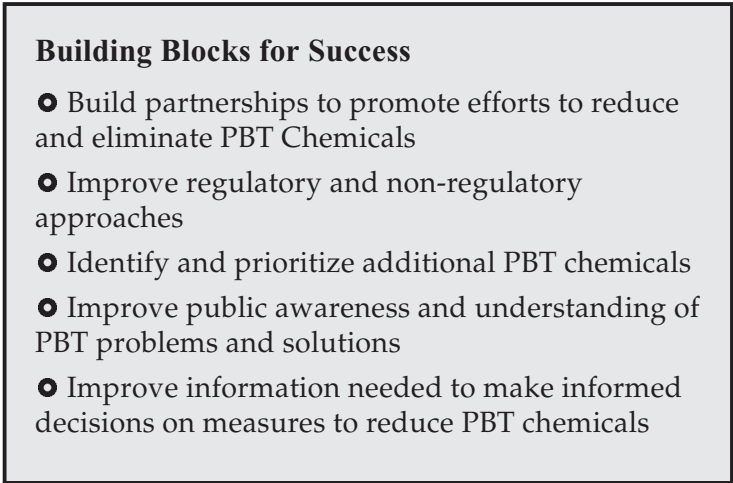 Building Blocks for Success
● Build partnerships to promote efforts to reduce
and eliminate PBT Chemicals
● Improve regulatory and non-regulatory
approaches
● Identify and prioritize additional PBT chemicals
● Improve public awareness and understanding of
PBT problems and solutions
● Improve information needed to make informed
decisions on measures to reduce PBT chemicals